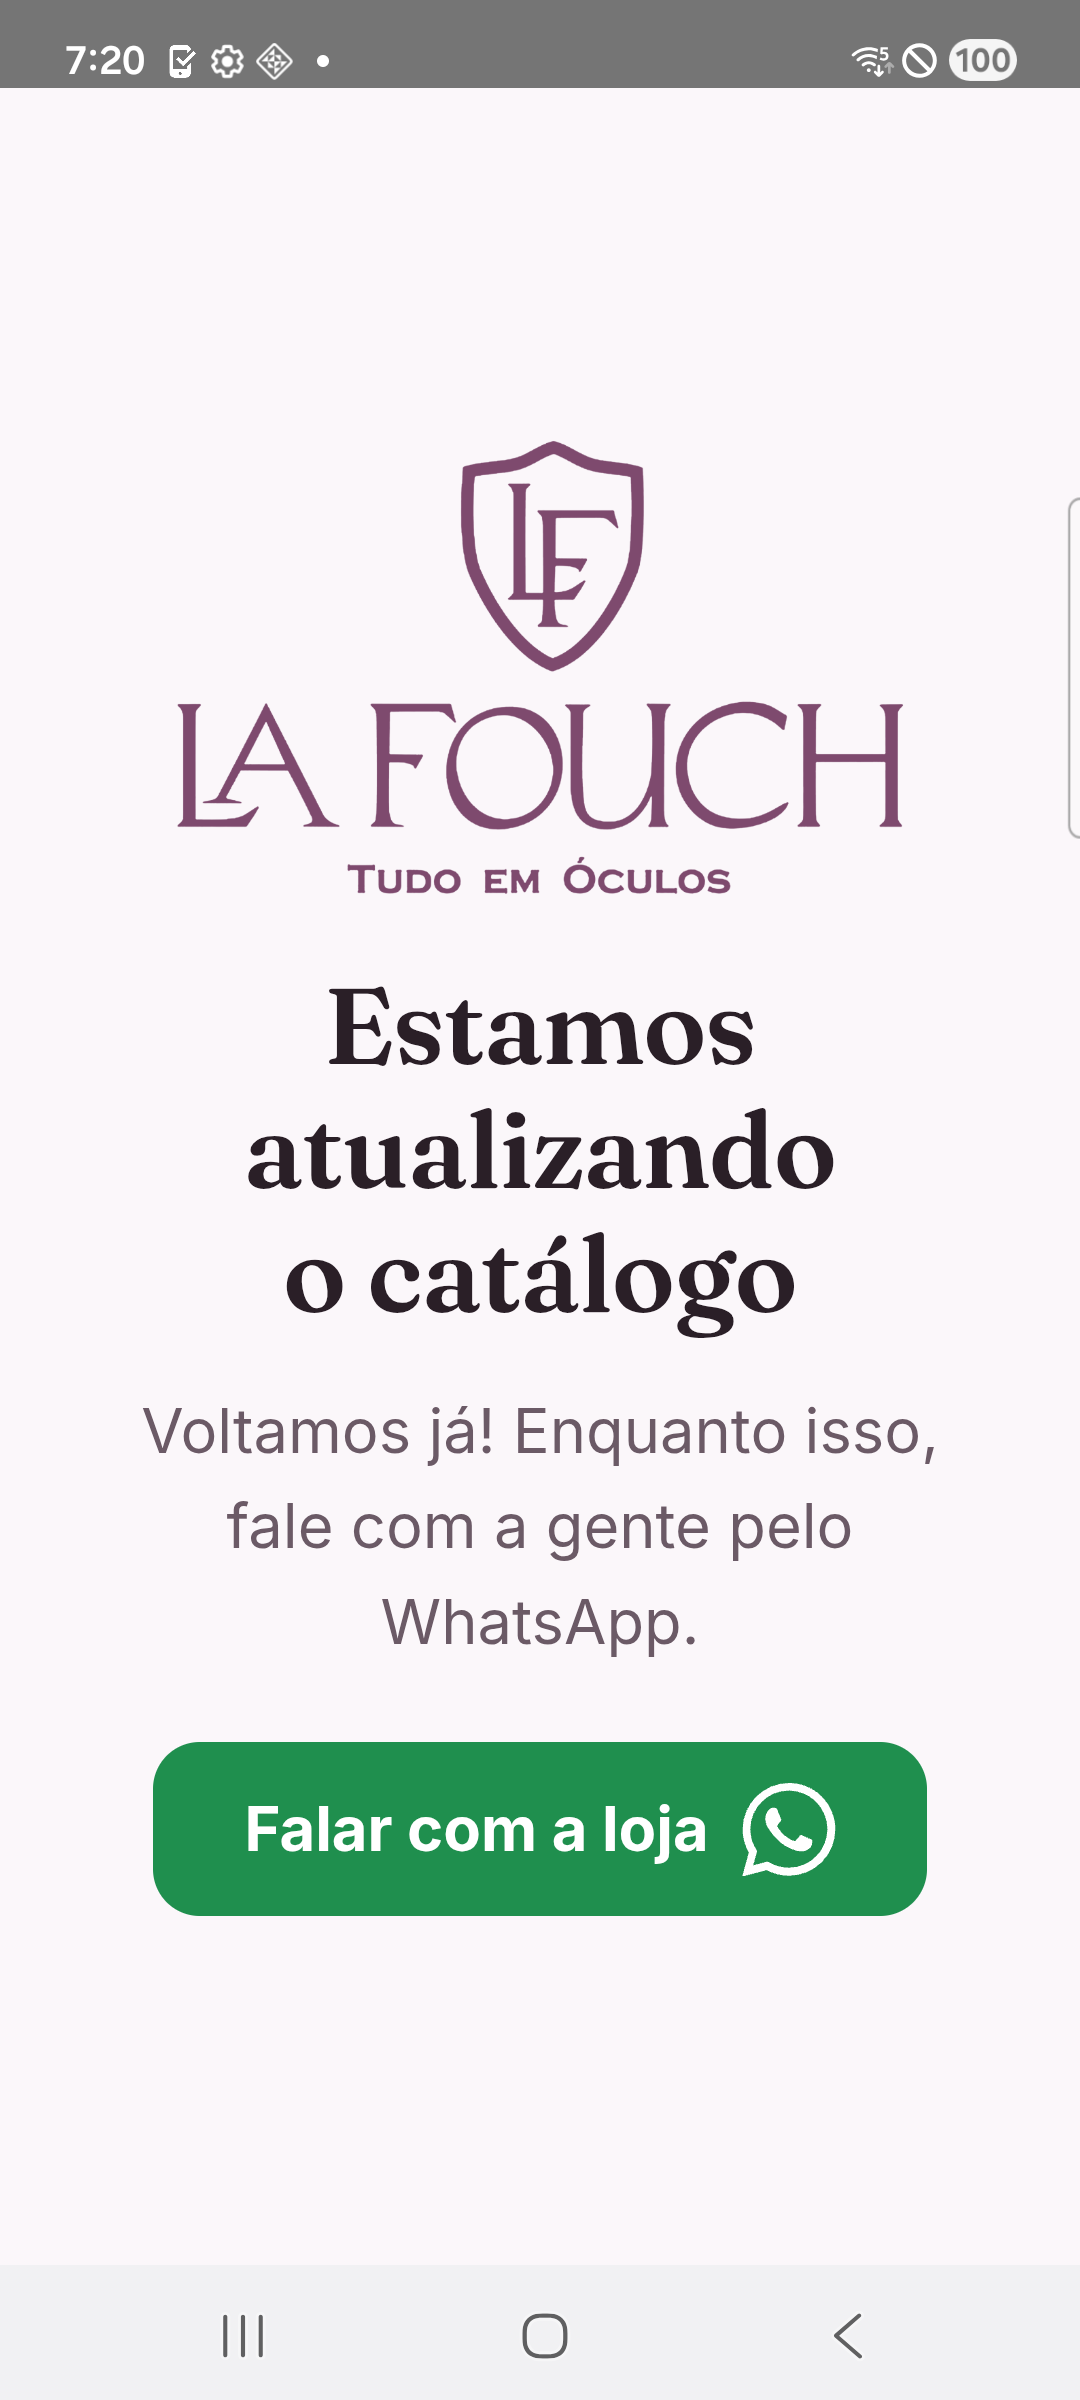 7:20
5
100
LF
LA FOUCH
TUDO EM ÓCULOS
Estamos
atualizando
o catálogo
Voltamos já! Enquanto isso,
fale com a gente pelo
WhatsApp.
Falar com a loja